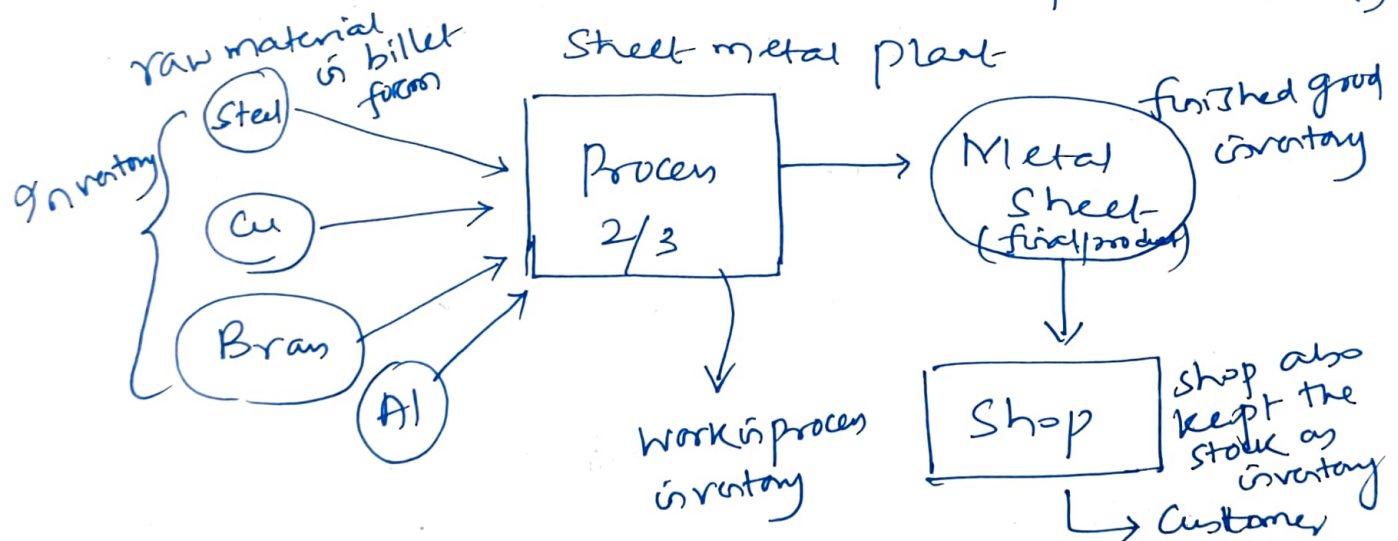 raw material
in billet
form
Sheet metal plant
Inventory
Steel
Cu
Brass
Al
Process
2/3
work in process
inventory
Metal
Sheet
(final product)
finished good
inventory
Shop
shop also
kept the
stock as
inventory
Customer